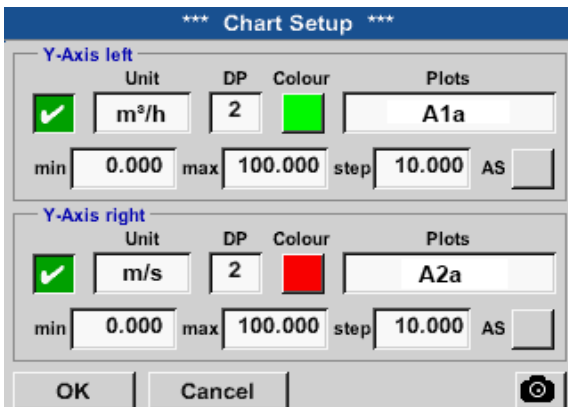 *** Chart Setup ***
Y-Axis left
Unit DP Colour Plots
m³/h 2 A1a
min 0.000 max 100.000 step 10.000 AS
Y-Axis right
Unit DP Colour Plots
m/s 2 A2a
min 0.000 max 100.000 step 10.000 AS
OK Cancel